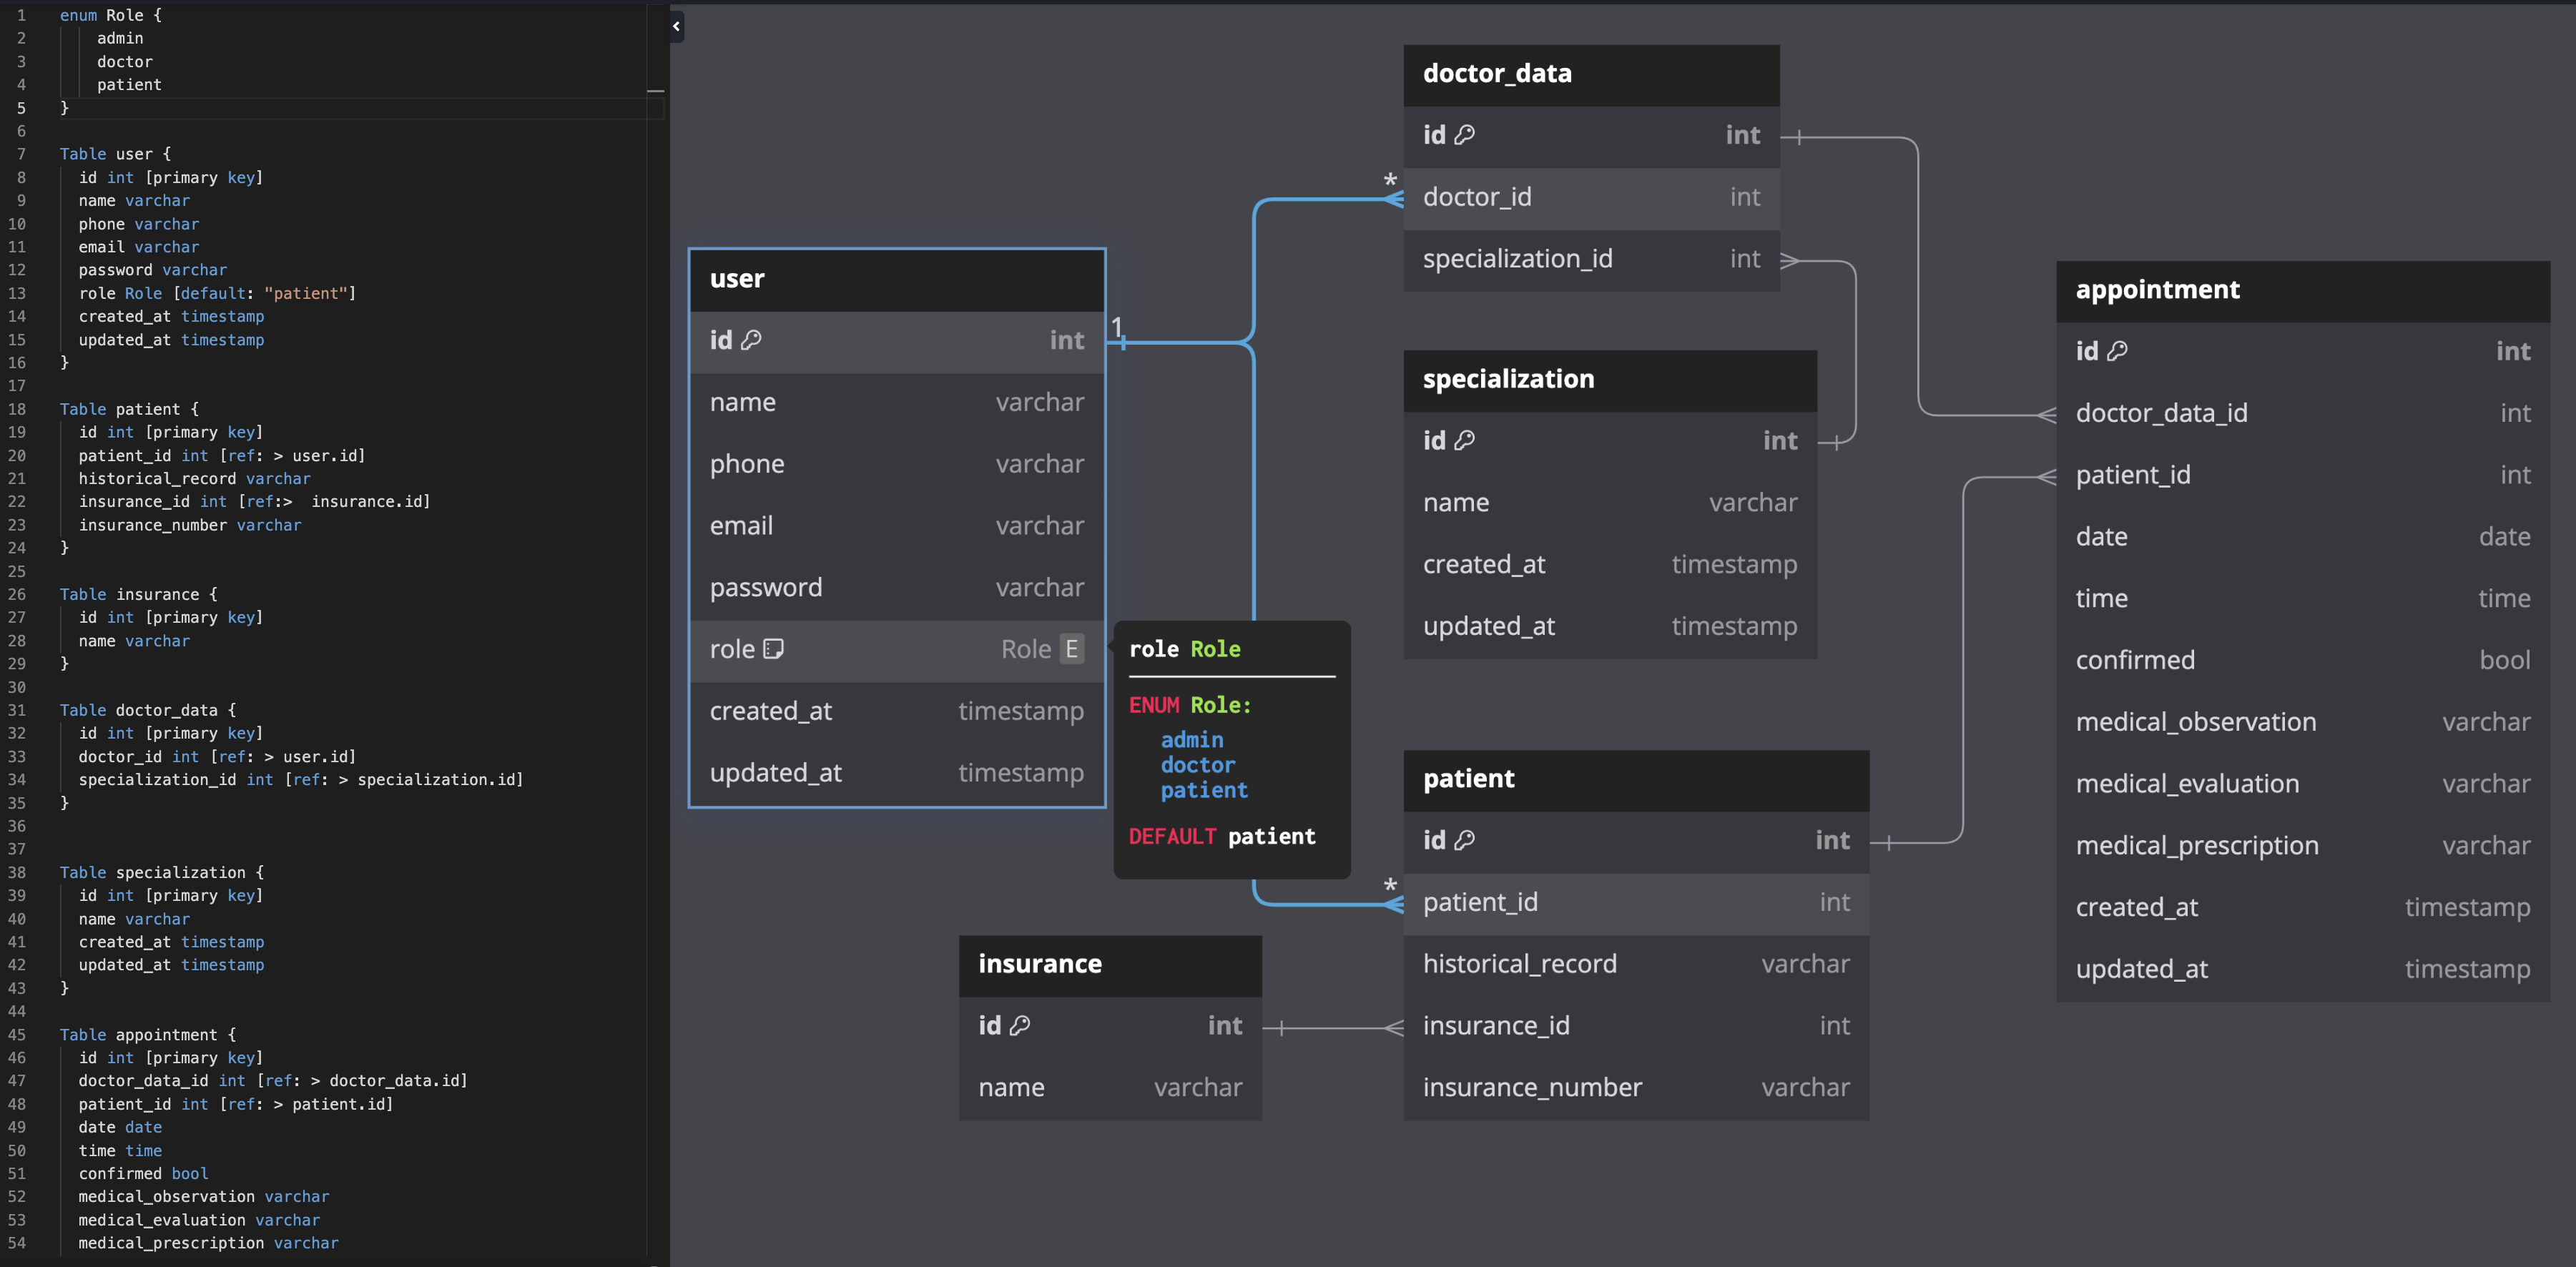 1 enum Role {
2 admin
3 doctor
4 patient
5 }
6
7 Table user {
8 id int [primary key]
9 name varchar
10 phone varchar
11 email varchar
12 password varchar
13 role Role [default: "patient"]
14 created_at timestamp
15 updated_at timestamp
16 }
17
18 Table patient {
19 id int [primary key]
20 patient_id int [ref: > user.id]
21 historical_record varchar
22 insurance_id int [ref:>  insurance.id]
23 insurance_number varchar
24 }
25
26 Table insurance {
27 id int [primary key]
28 name varchar
29 }
30
31 Table doctor_data {
32 id int [primary key]
33 doctor_id int [ref: > user.id]
34 specialization_id int [ref: > specialization.id]
35 }
36
37
38 Table specialization {
39 id int [primary key]
40 name varchar
41 created_at timestamp
42 updated_at timestamp
43 }
44
45 Table appointment {
46 id int [primary key]
47 doctor_data_id int [ref: > doctor_data.id]
48 patient_id int [ref: > patient.id]
49 date date
50 time time
51 confirmed bool
52 medical_observation varchar
53 medical_evaluation varchar
54 medical_prescription varchar
user
id int
name varchar
phone varchar
email varchar
password varchar
role Role E
created_at timestamp
updated_at timestamp
1
*
*
role Role
ENUM Role:
admin
doctor
patient
DEFAULT patient
doctor_data
id int
doctor_id int
specialization_id int
specialization
id int
name varchar
created_at timestamp
updated_at timestamp
patient
id int
patient_id int
historical_record varchar
insurance_id int
insurance_number varchar
insurance
id int
name varchar
appointment
id int
doctor_data_id int
patient_id int
date date
time time
confirmed bool
medical_observation varchar
medical_evaluation varchar
medical_prescription varchar
created_at timestamp
updated_at timestamp